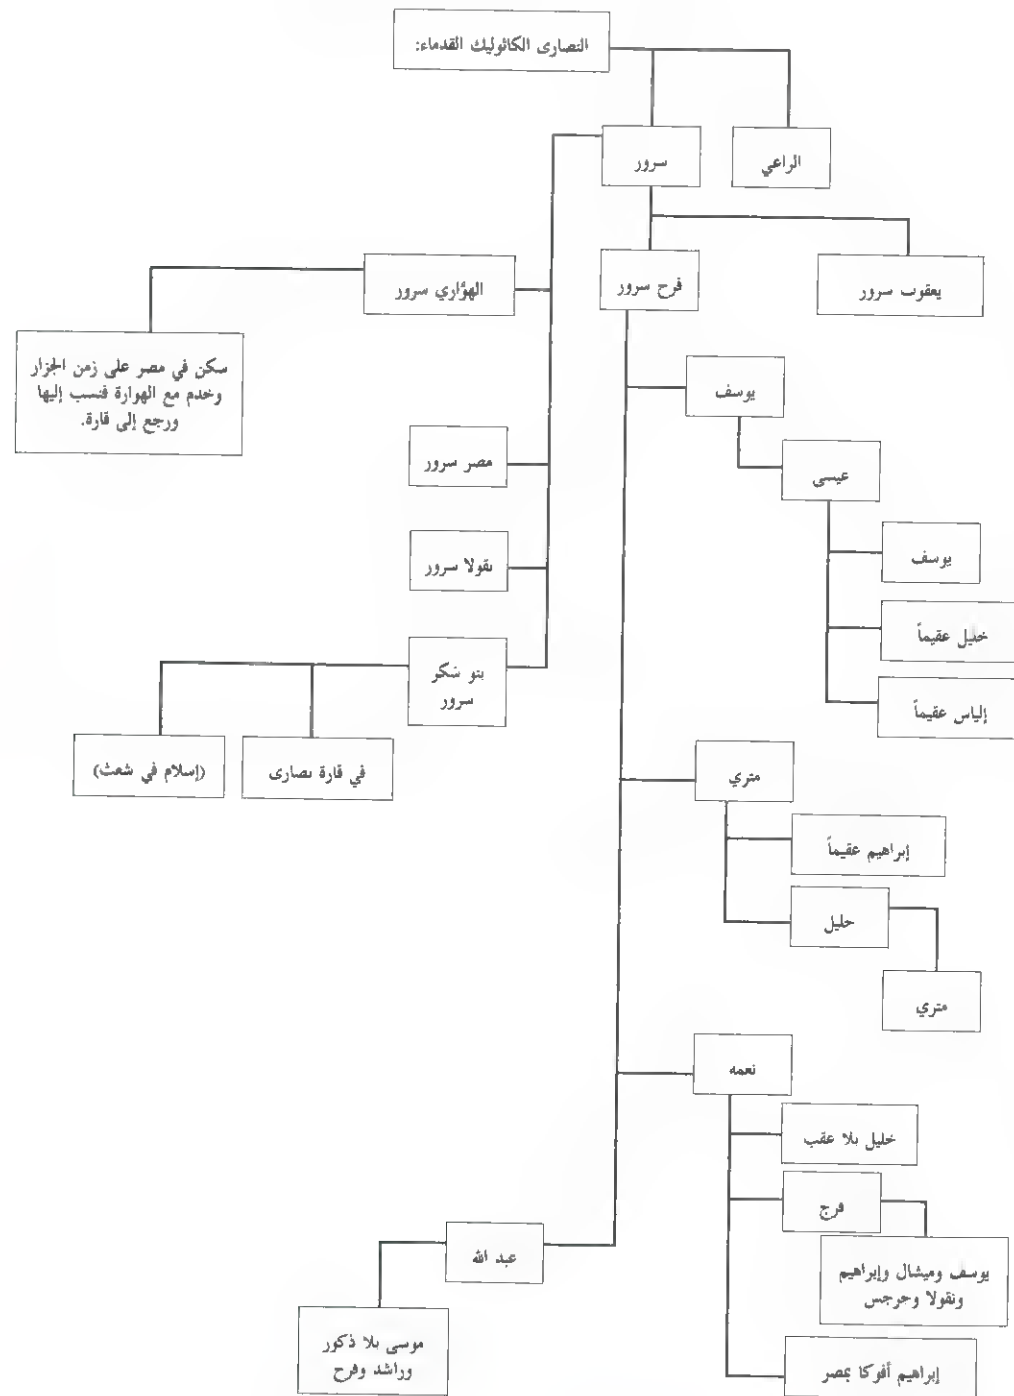 النصارى الكاثوليك القدماء:
الراعي
سرور
يعقوب سرور
فرح سرور
الهوّاري سرور
سكن في مصر على زمن الجزار
وخدم مع الهوارة فنسب إليها
ورجع إلى قارة.
يوسف
عيسى
يوسف
خليل عقيماً
إلياس عقيماً
مصر سرور
نقولا سرور
بنو شكر
سرور
في قارة نصارى
(إسلام في شعث)
متري
إبراهيم عقيماً
خليل
متري
نعمه
خليل بلا عقب
فرج
يوسف وميشال وإبراهيم
ونقولا وجرجس
إبراهيم أفوكا بمصر
عبد الله
موسى بلا ذكور
وراشد وفرح